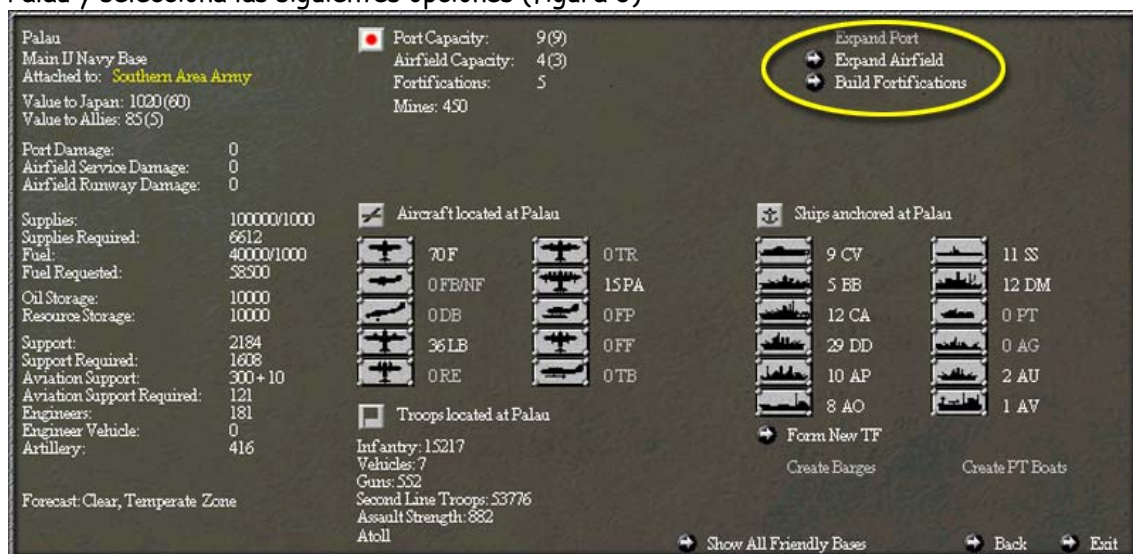 Palau y selecciona las siguientes opciones (Figura 6)
Palau
Main IJ Navy Base
Attached to: Southern Area Army
Value to Japan: 1020(60)
Value to Allies: 85(5)
Port Damage: 0
Airfield Service Damage: 0
Airfield Runway Damage: 0
Supplies: 100000/1000
Supplies Required: 6612
Fuel: 40000/1000
Fuel Requested: 58500
Oil Storage: 10000
Resource Storage: 10000
Support: 2184
Support Required: 1608
Aviation Support: 300+10
Aviation Support Required: 121
Engineers: 181
Engineer Vehicle: 0
Artillery: 416
Forecast: Clear, Temperate Zone
Port Capacity: 9(9)
Airfield Capacity: 4(3)
Fortifications: 5
Mines: 450
Expand Port
Expand Airfield
Build Fortifications
Aircraft located at Palau
70 F 0 TR
0 FB/NF 15 PA
0 DB 0 FP
36 LB 0 FF
0 RE 0 TB
Troops located at Palau
Infantry: 15217
Vehicles: 7
Guns: 552
Second Line Troops: 53776
Assault Strength: 882
Atoll
Ships anchored at Palau
9 CV 11 SS
5 BB 12 DM
12 CA 0 PT
29 DD 0 AG
10 AP 2 AU
8 AO 1 AV
Form New TF
Create Barges Create PT Boats
Show All Friendly Bases Back Exit